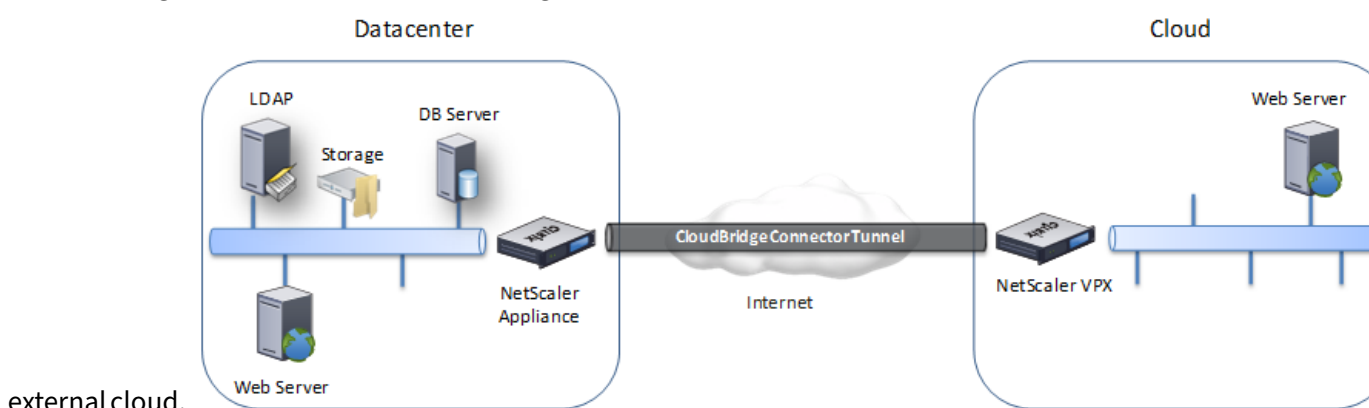 Datacenter
Cloud
LDAP
DB Server
Web Server
Storage
CloudBridgeConnectorTunnel
NetScaler
Appliance
Internet
NetScaler VPX
Web Server
external cloud.